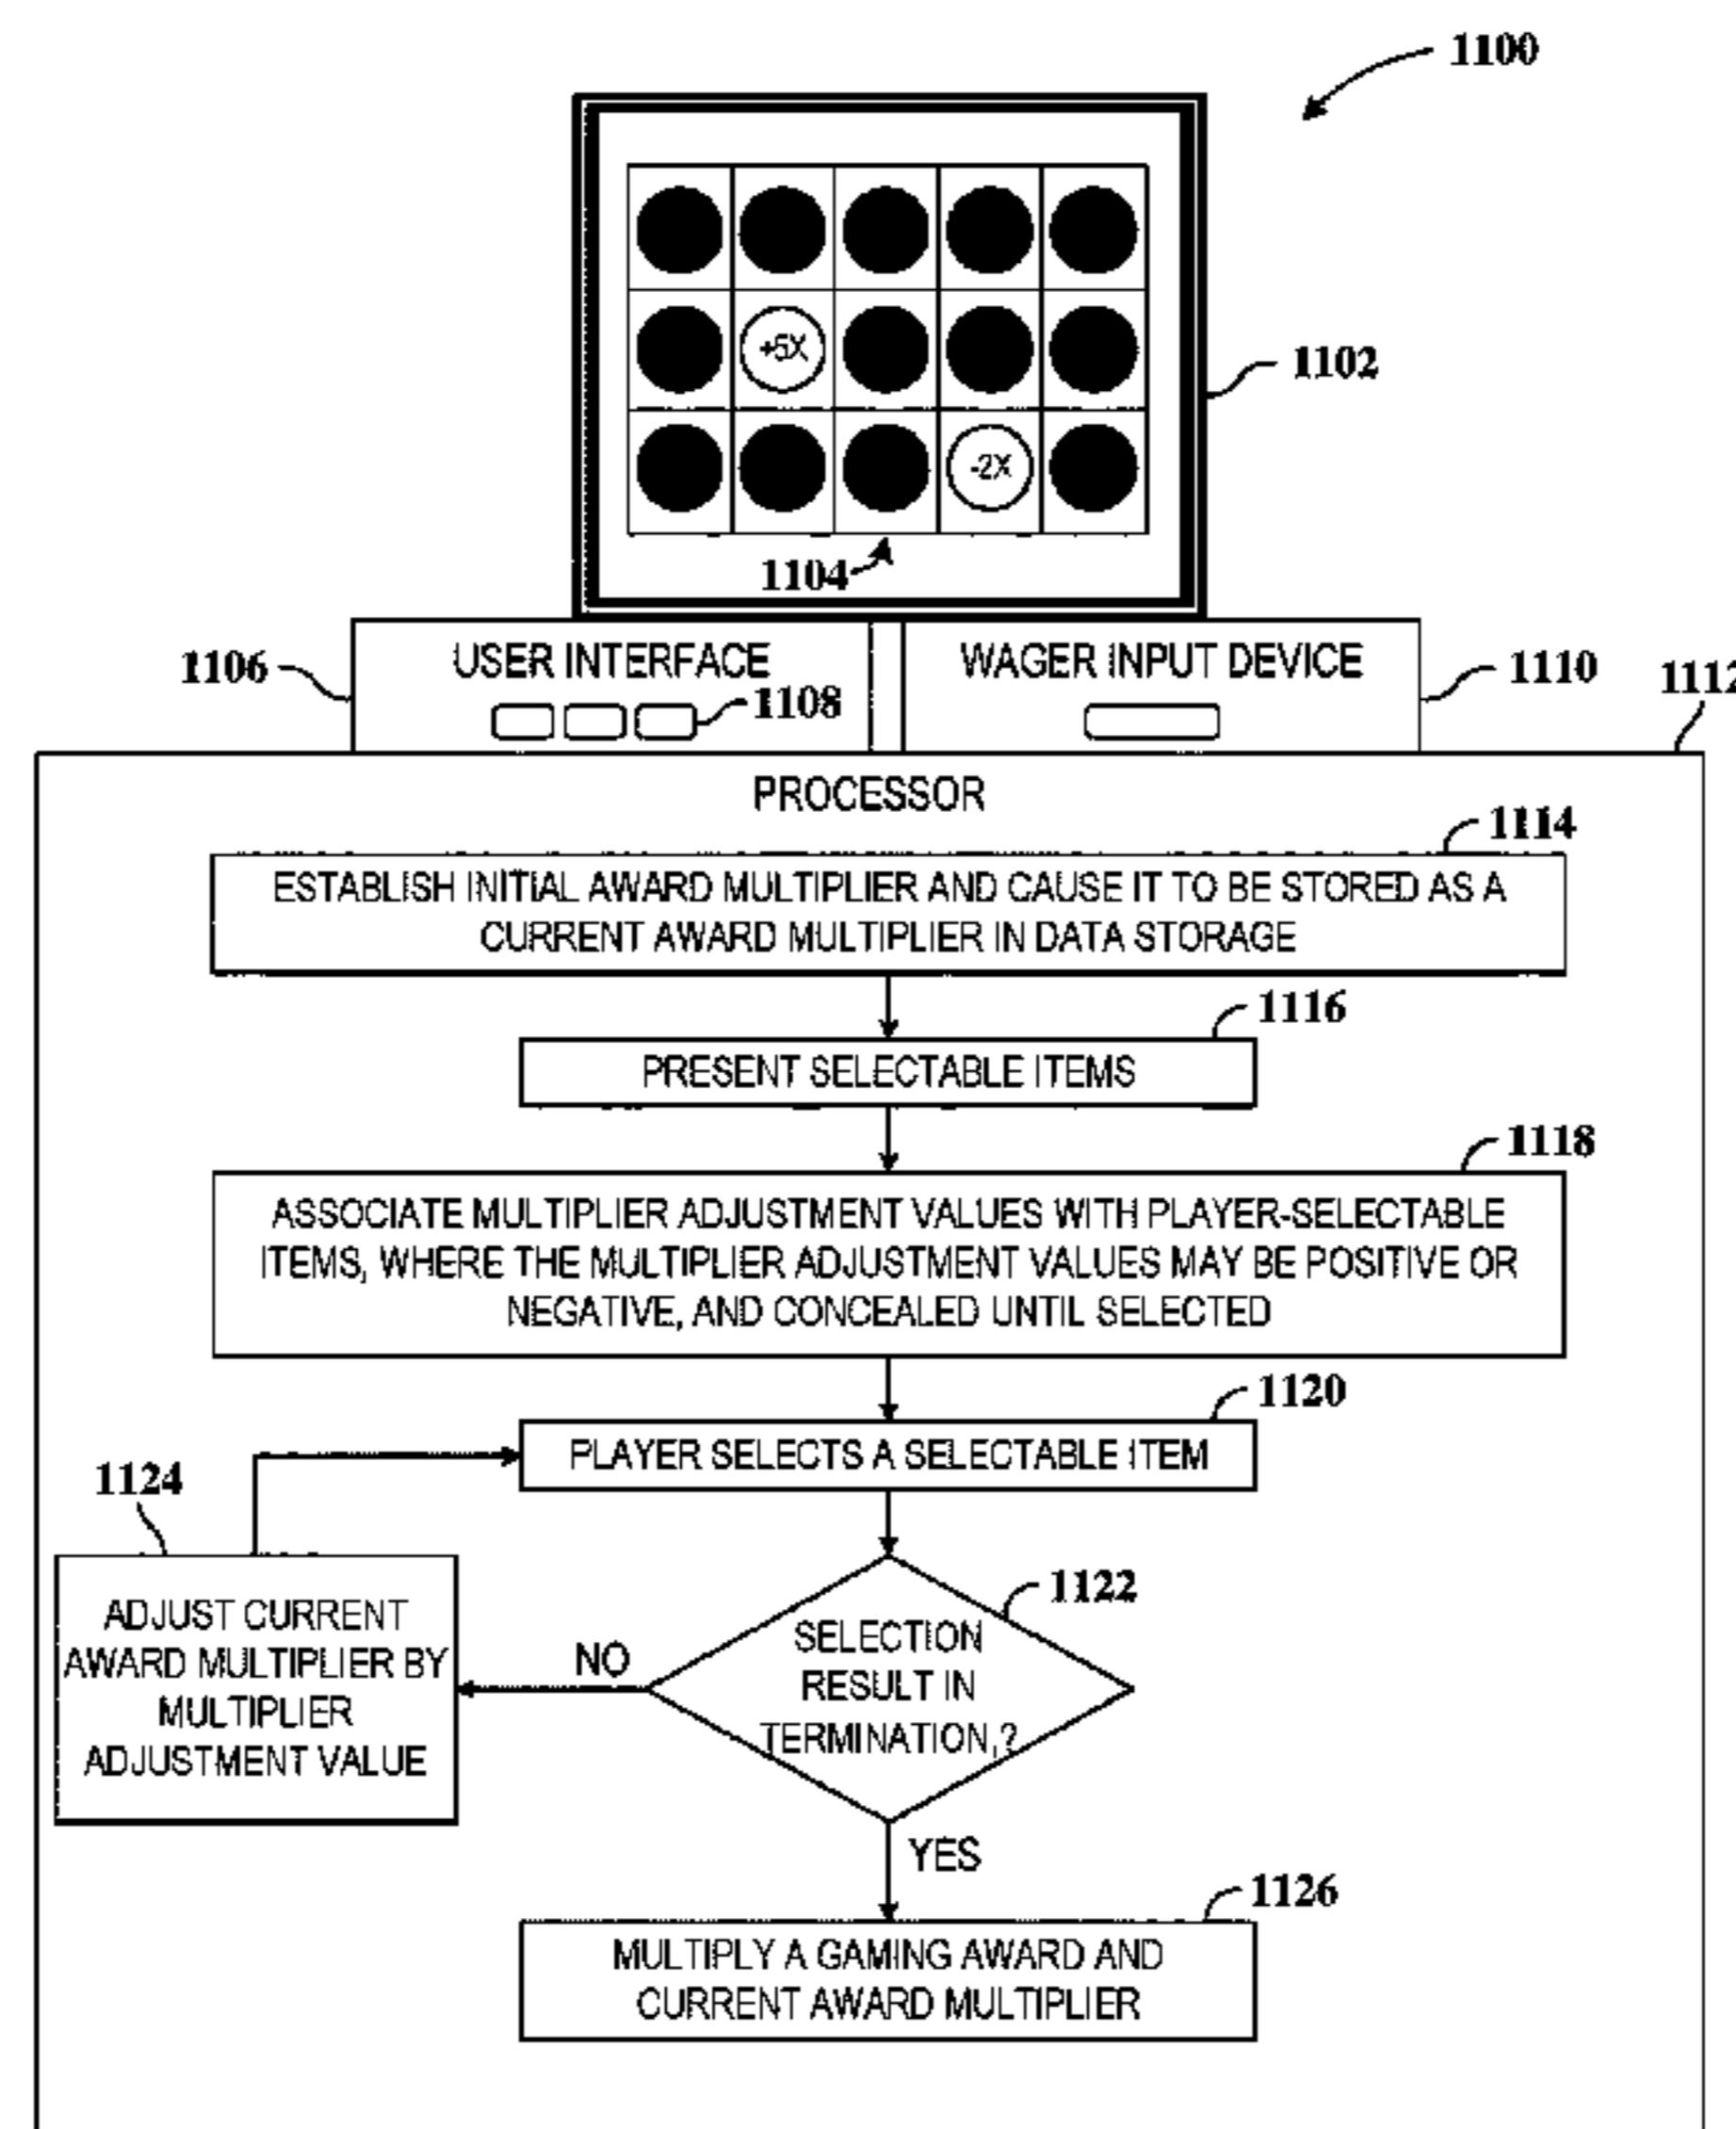 1100
+5X
1102
-2X
1104
USER INTERFACE
WAGER INPUT DEVICE
1106
1108
1110
1112
PROCESSOR
1114
ESTABLISH INITIAL AWARD MULTIPLIER AND CAUSE IT TO BE STORED AS A
CURRENT AWARD MULTIPLIER IN DATA STORAGE
1116
PRESENT SELECTABLE ITEMS
1118
ASSOCIATE MULTIPLIER ADJUSTMENT VALUES WITH PLAYER-SELECTABLE
ITEMS, WHERE THE MULTIPLIER ADJUSTMENT VALUES MAY BE POSITIVE OR
NEGATIVE, AND CONCEALED UNTIL SELECTED
1120
PLAYER SELECTS A SELECTABLE ITEM
1124
ADJUST CURRENT
AWARD MULTIPLIER BY
MULTIPLIER
ADJUSTMENT VALUE
NO
1122
SELECTION
RESULT IN
TERMINATION,?
YES
1126
MULTIPLY A GAMING AWARD AND
CURRENT AWARD MULTIPLIER